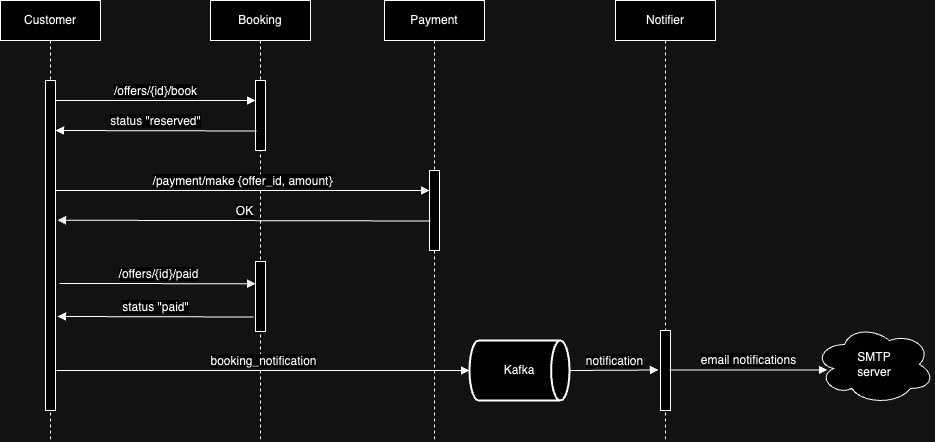 Customer
Booking
Payment
Notifier
/offers/{id}/book
status "reserved"
/payment/make {offer_id, amount}
OK
/offers/{id}/paid
status "paid"
booking_notification
Kafka
notification
email notifications
SMTP
server